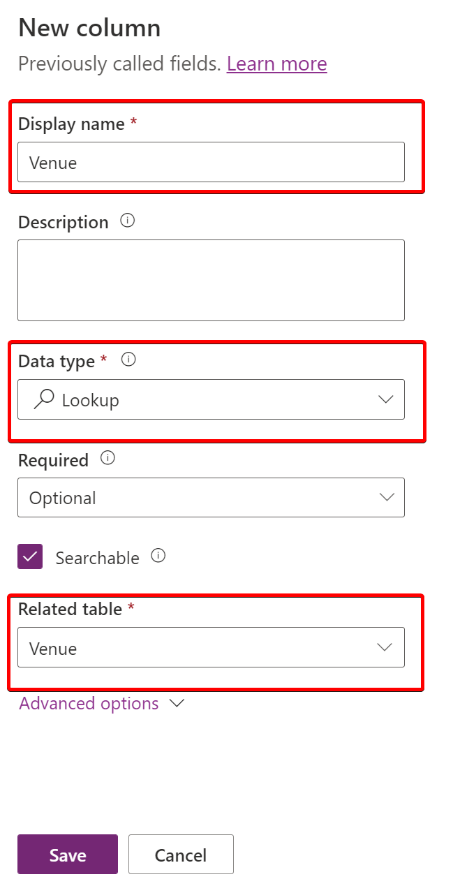 New column
Previously called fields. Learn more
Display name *
Venue
Description
Data type *
Lookup
Required
Optional
Searchable
Related table *
Venue
Advanced options
Save Cancel